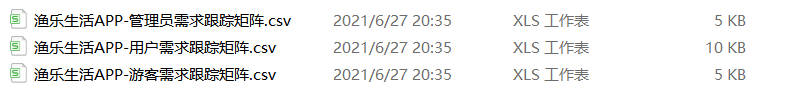 渔乐生活APP-管理员需求跟踪矩阵.csv 2021/6/27 20:35 XLS 工作表 5 KB
渔乐生活APP-用户需求跟踪矩阵.csv 2021/6/27 20:35 XLS 工作表 10 KB
渔乐生活APP-游客需求跟踪矩阵.csv 2021/6/27 20:35 XLS 工作表 5 KB